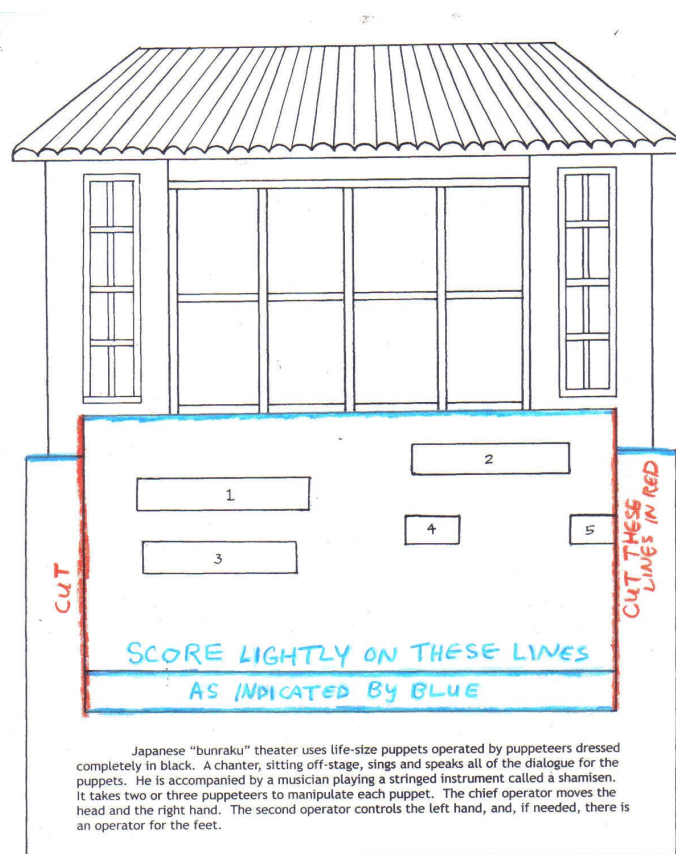 2
1
4
5
3
CUT
CUT THESE
LINES IN RED
SCORE LIGHTLY ON THESE LINES
AS INDICATED BY BLUE
Japanese “bunraku” theater uses life-size puppets operated by puppeteers dressed
completely in black. A chanter, sitting off-stage, sings and speaks all of the dialogue for the
puppets. He is accompanied by a musician playing a stringed instrument called a shamisen.
It takes two or three puppeteers to manipulate each puppet. The chief operator moves the
head and the right hand. The second operator controls the left hand, and, if needed, there is
an operator for the feet.